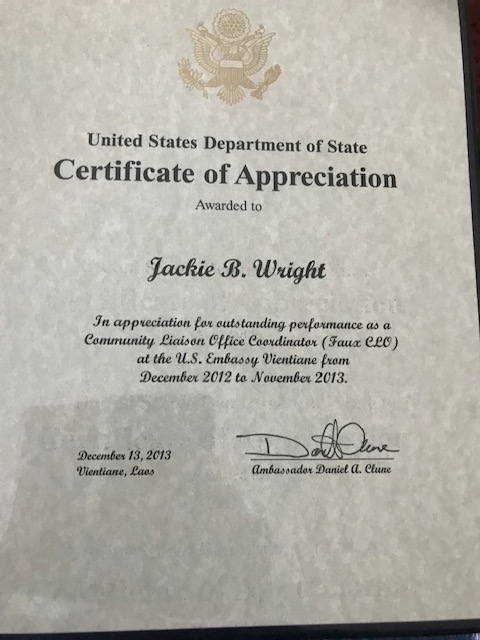 United States Department of State
Certificate of Appreciation
Awarded to
Jackie B. Wright
In appreciation for outstanding performance as a
Community Liaison Office Coordinator (Faux CLO)
at the U.S. Embassy Vientiane from
December 2012 to November 2013.
December 13, 2013
Vientiane, Laos
Ambassador Daniel A. Clune